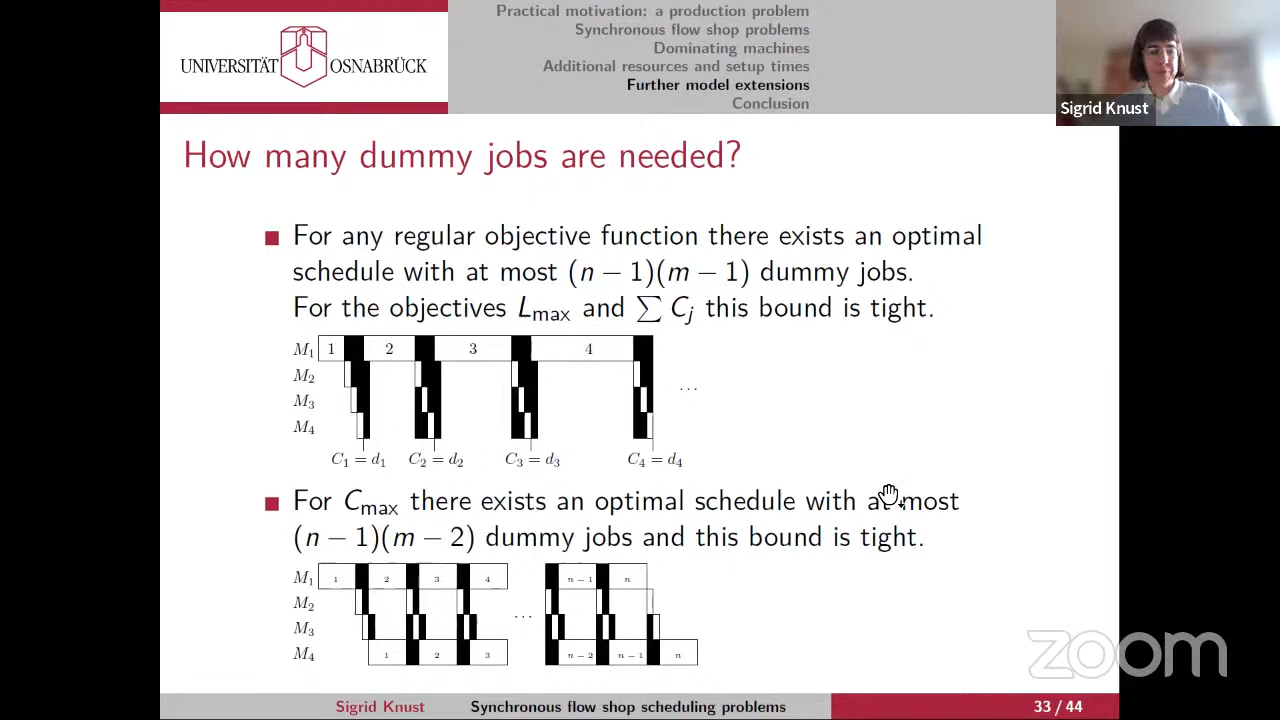 Practical motivation: a production problem
Synchronous flow shop problems
Dominating machines
Additional resources and setup times
Further model extensions
Conclusion
UNIVERSITÄT OSNABRÜCK
Sigrid Knust
How many dummy jobs are needed?
For any regular objective function there exists an optimal
schedule with at most (n − 1)(m − 1) dummy jobs.
For the objectives Lmax and ∑ Cj this bound is tight.
M1 1 2 3 4
M2
M3 ...
M4
C1 = d1 C2 = d2 C3 = d3 C4 = d4
For Cmax there exists an optimal schedule with at most
(n − 1)(m − 2) dummy jobs and this bound is tight.
M1 1 2 3 4 n − 1 n
M2 ...
M3
M4 1 2 3 n − 2 n − 1 n
zoom
Sigrid Knust Synchronous flow shop scheduling problems 33 / 44